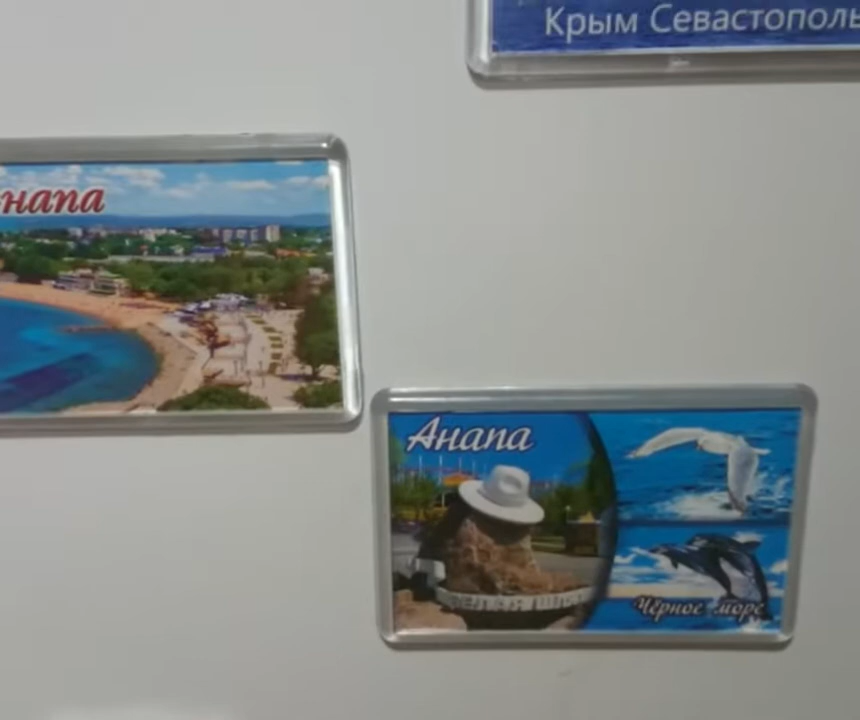 Крым Севастополь
напа
Анапа
Чёрное море